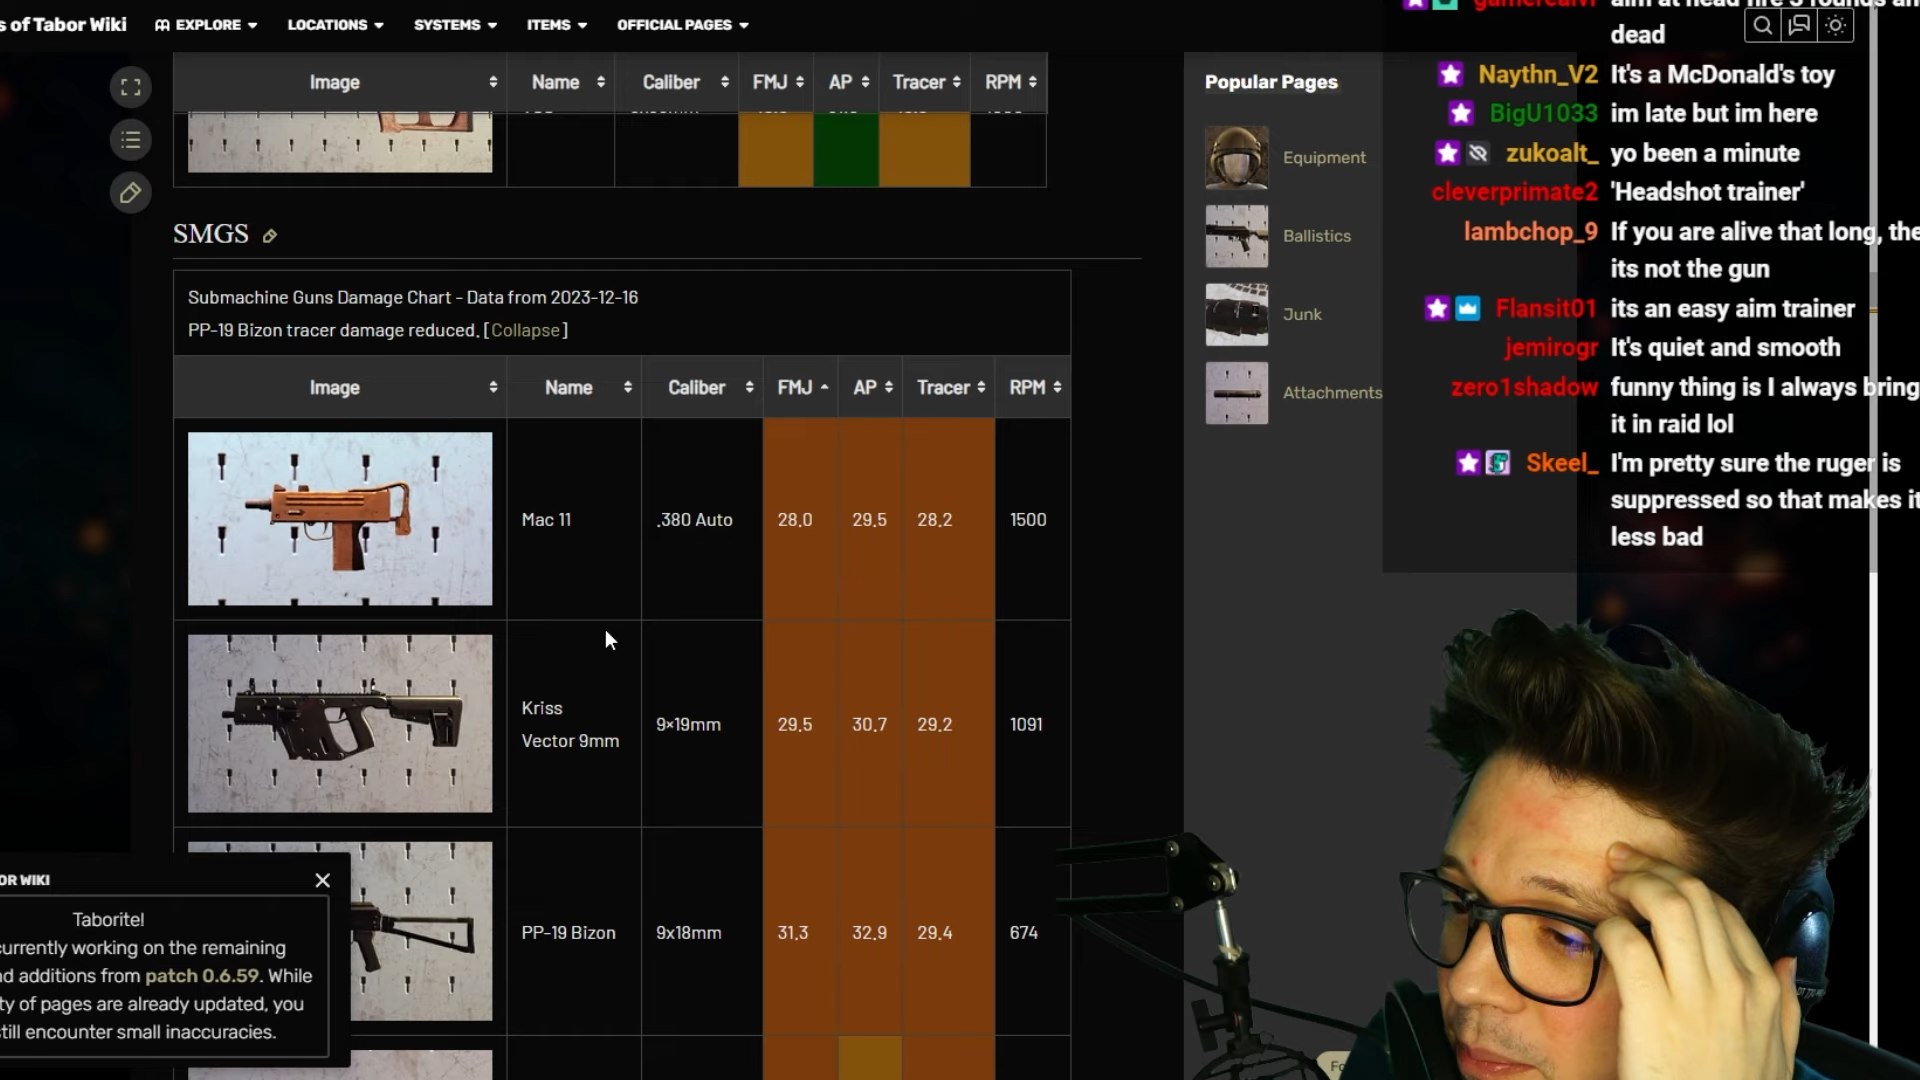 s of Tabor Wiki EXPLORE LOCATIONS SYSTEMS ITEMS OFFICIAL PAGES
Image Name Caliber FMJ AP Tracer RPM
SMGS
Submachine Guns Damage Chart - Data from 2023-12-16
PP-19 Bizon tracer damage reduced. [Collapse]
Image Name Caliber FMJ AP Tracer RPM
Mac 11 .380 Auto 28.0 29.5 28.2 1500
Kriss
Vector 9mm 9×19mm 29.5 30.7 29.2 1091
PP-19 Bizon 9x18mm 31.3 32.9 29.4 674
OR WIKI
Taborite!
currently working on the remaining
nd additions from patch 0.6.59. While
ty of pages are already updated, you
still encounter small inaccuracies.
Popular Pages
Equipment
Ballistics
Junk
Attachments
dead
Naythn_V2 It's a McDonald's toy
BigU1033 im late but im here
zukoalt_ yo been a minute
cleverprimate2 'Headshot trainer'
lambchop_9 If you are alive that long, the
its not the gun
Flansit01 its an easy aim trainer
jemirogr It's quiet and smooth
zero1shadow funny thing is I always bring
it in raid lol
Skeel_ I'm pretty sure the ruger is
suppressed so that makes it
less bad